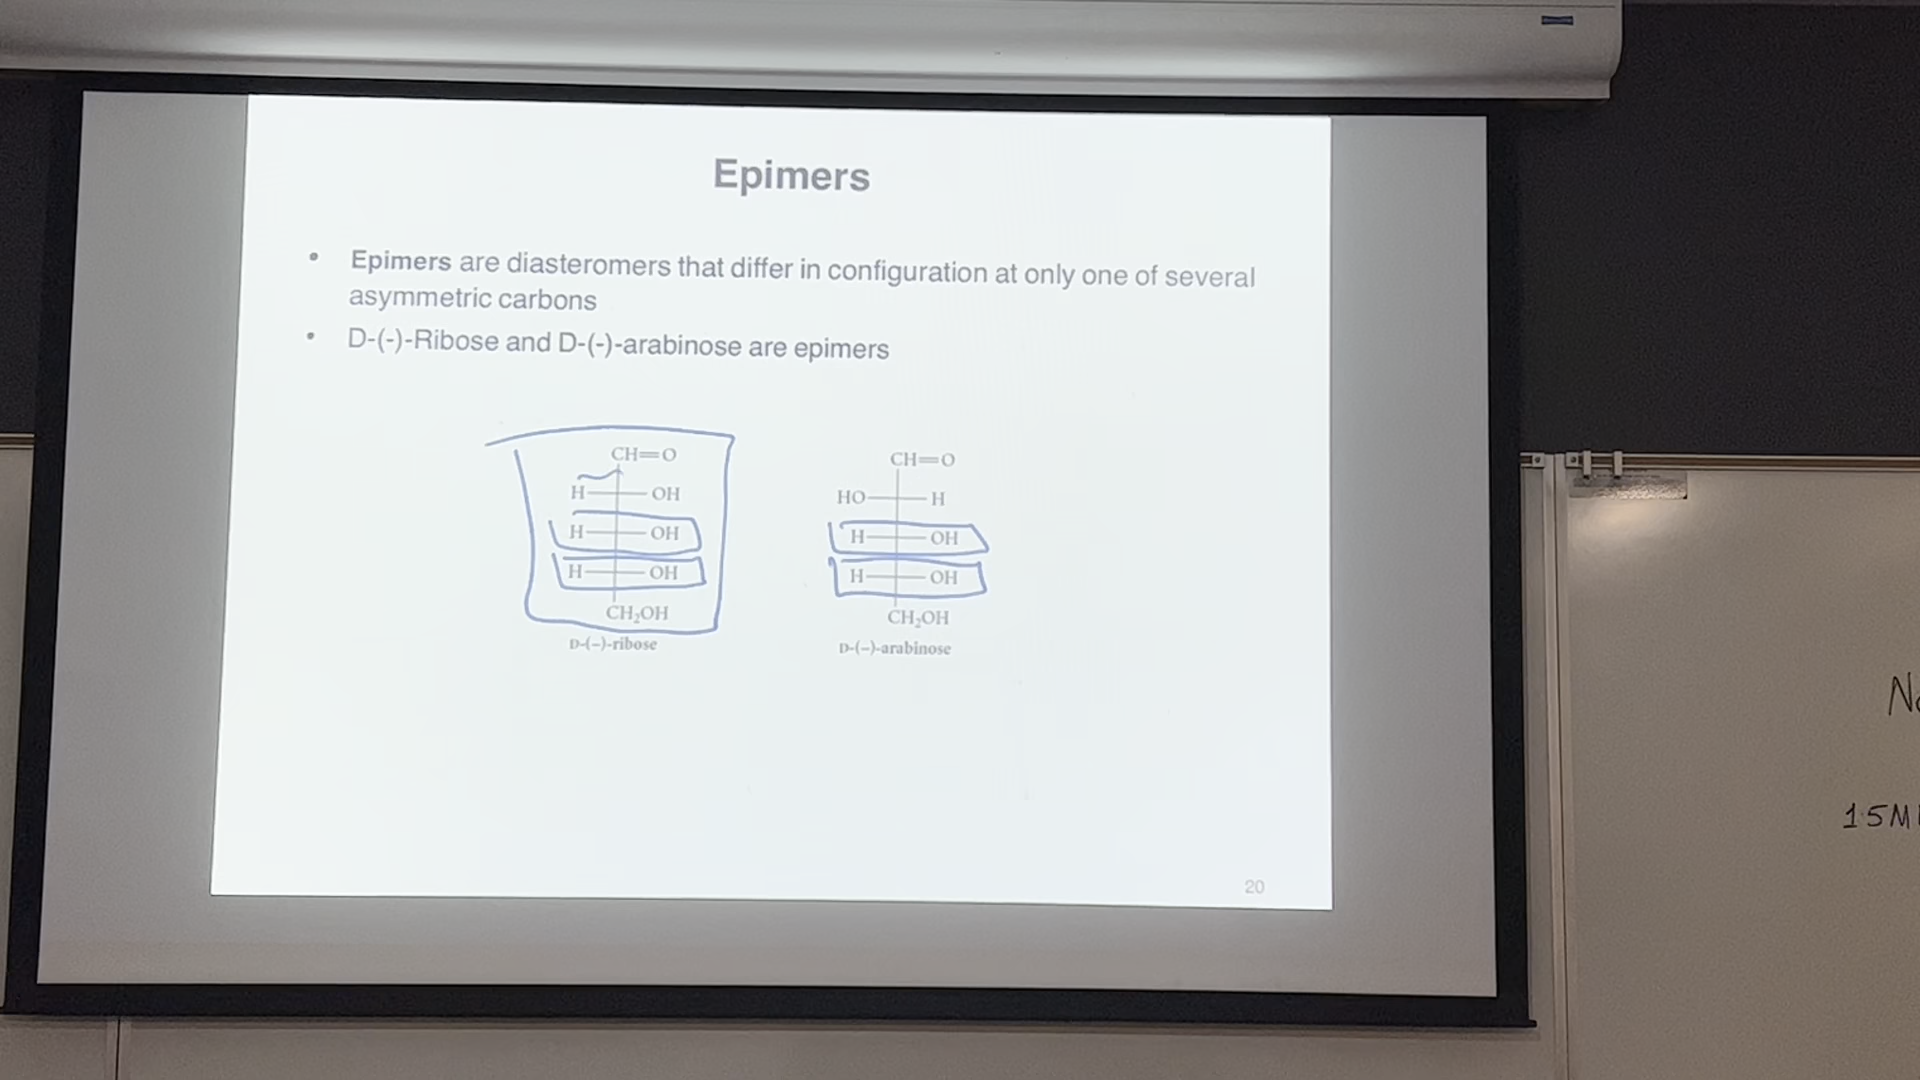 Epimers
• Epimers are diasteromers that differ in configuration at only one of several
asymmetric carbons
• D-(-)-Ribose and D-(-)-arabinose are epimers
CH=O
H OH
H OH
H OH
CH₂OH
D-(−)-ribose
CH=O
HO H
H OH
H OH
CH₂OH
D-(−)-arabinose
20
15M